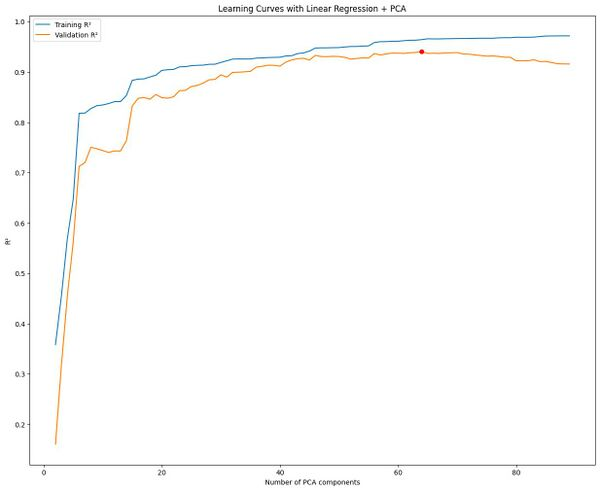 Learning Curves with Linear Regression + PCA
Training R²
Validation R²
1.0
0.9
0.8
0.7
0.6
0.5
0.4
0.3
0.2
R²
0
20
40
60
80
Number of PCA components